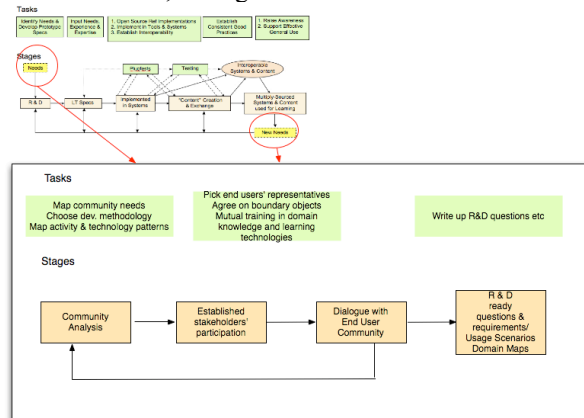 Tasks
Identify Needs &
Develop Prototype
Specs
Input Needs,
Experience &
Expertise
1. Open Source Ref Implementations
2. Implement in Tools & Systems
3. Establish Interoperability
Establish
Consistent Good
Practices
1. Raise Awareness
2. Support Effective
General Use
Stages
Needs
Plugfests
Testing
Interoperable
Systems & Content
R & D
LT Specs
Implemented
in Systems
"Content" Creation
& Exchange
Multiply-Sourced
Systems & Content
used for Learning
New Needs
Tasks
Map community needs
Choose dev. methodology
Map activity & technology patterns
Pick end users' representatives
Agree on boundary objects
Mutual training in domain
knowledge and learning
technologies
Write up R&D questions etc
Stages
Community
Analysis
Established
stakeholders'
participation
Dialogue with
End User
Community
R & D
ready
questions &
requirements/
Usage Scenarios
Domain Maps